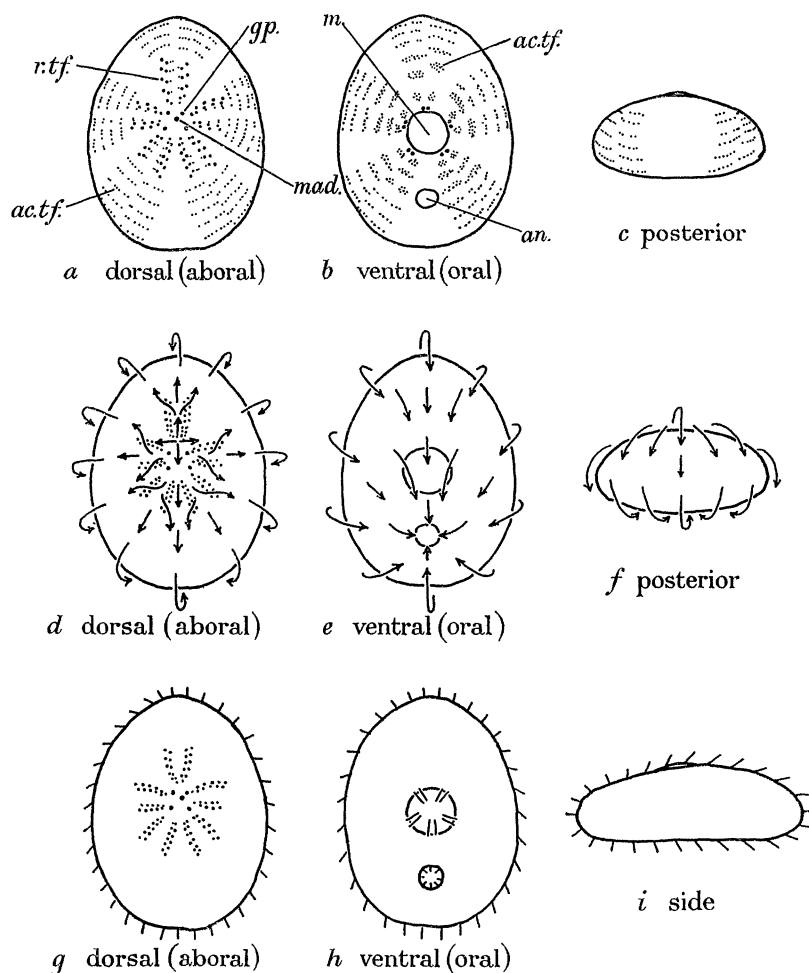 gp.
m.
r.tf.
ac.tf.
mad.
ac.tf.
an.
a dorsal (aboral)
b ventral (oral)
c posterior
d dorsal (aboral)
e ventral (oral)
f posterior
g dorsal (aboral)
h ventral (oral)
i side